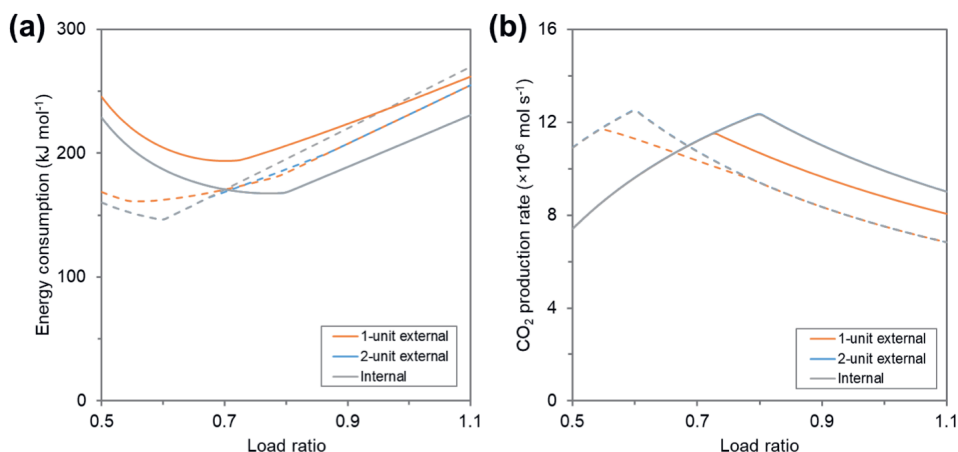 (a)
300
200
100
0
Energy consumption (kJ mol⁻¹)
1-unit external
2-unit external
Internal
0.5 0.7 0.9 1.1
Load ratio
(b)
16
12
8
4
0
CO₂ production rate (×10⁻⁶ mol s⁻¹)
1-unit external
2-unit external
Internal
0.5 0.7 0.9 1.1
Load ratio